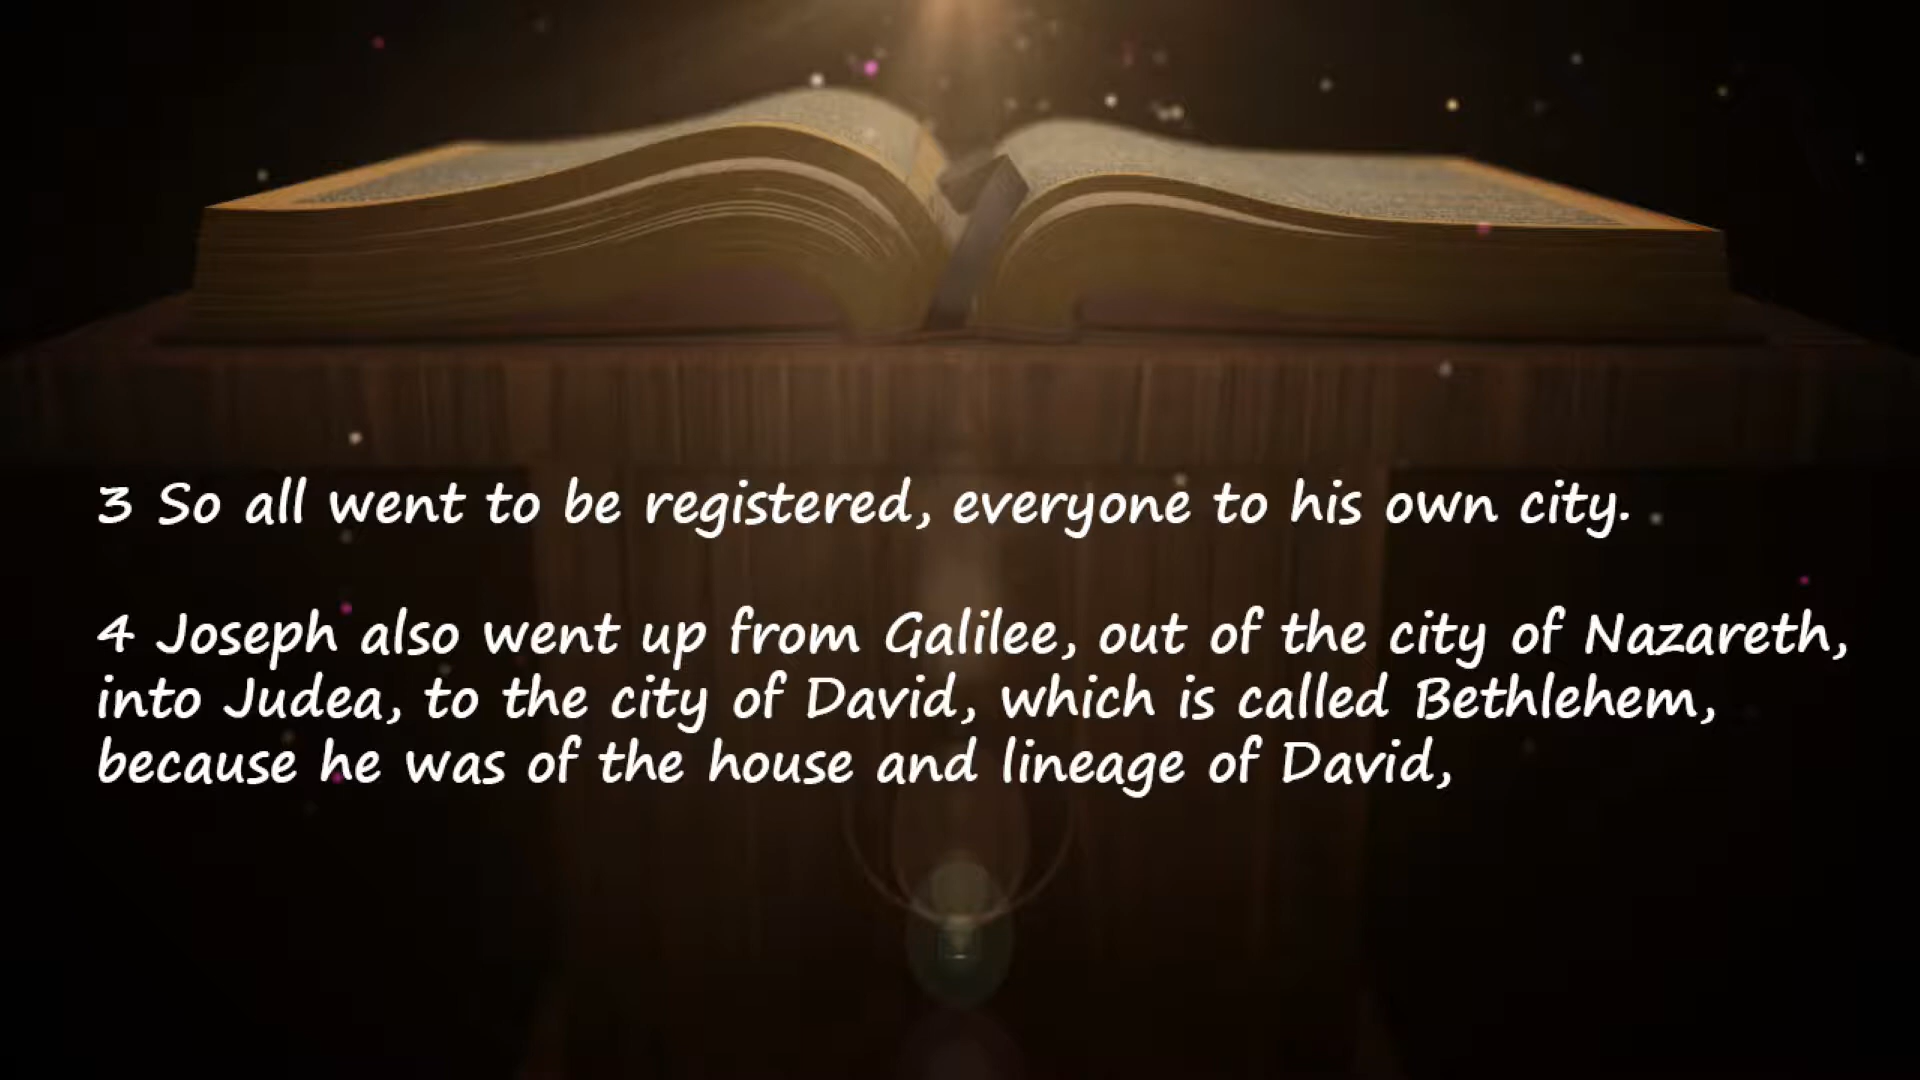 3 So all went to be registered, everyone to his own city.
4 Joseph also went up from Galilee, out of the city of Nazareth,
into Judea, to the city of David, which is called Bethlehem,
because he was of the house and lineage of David,